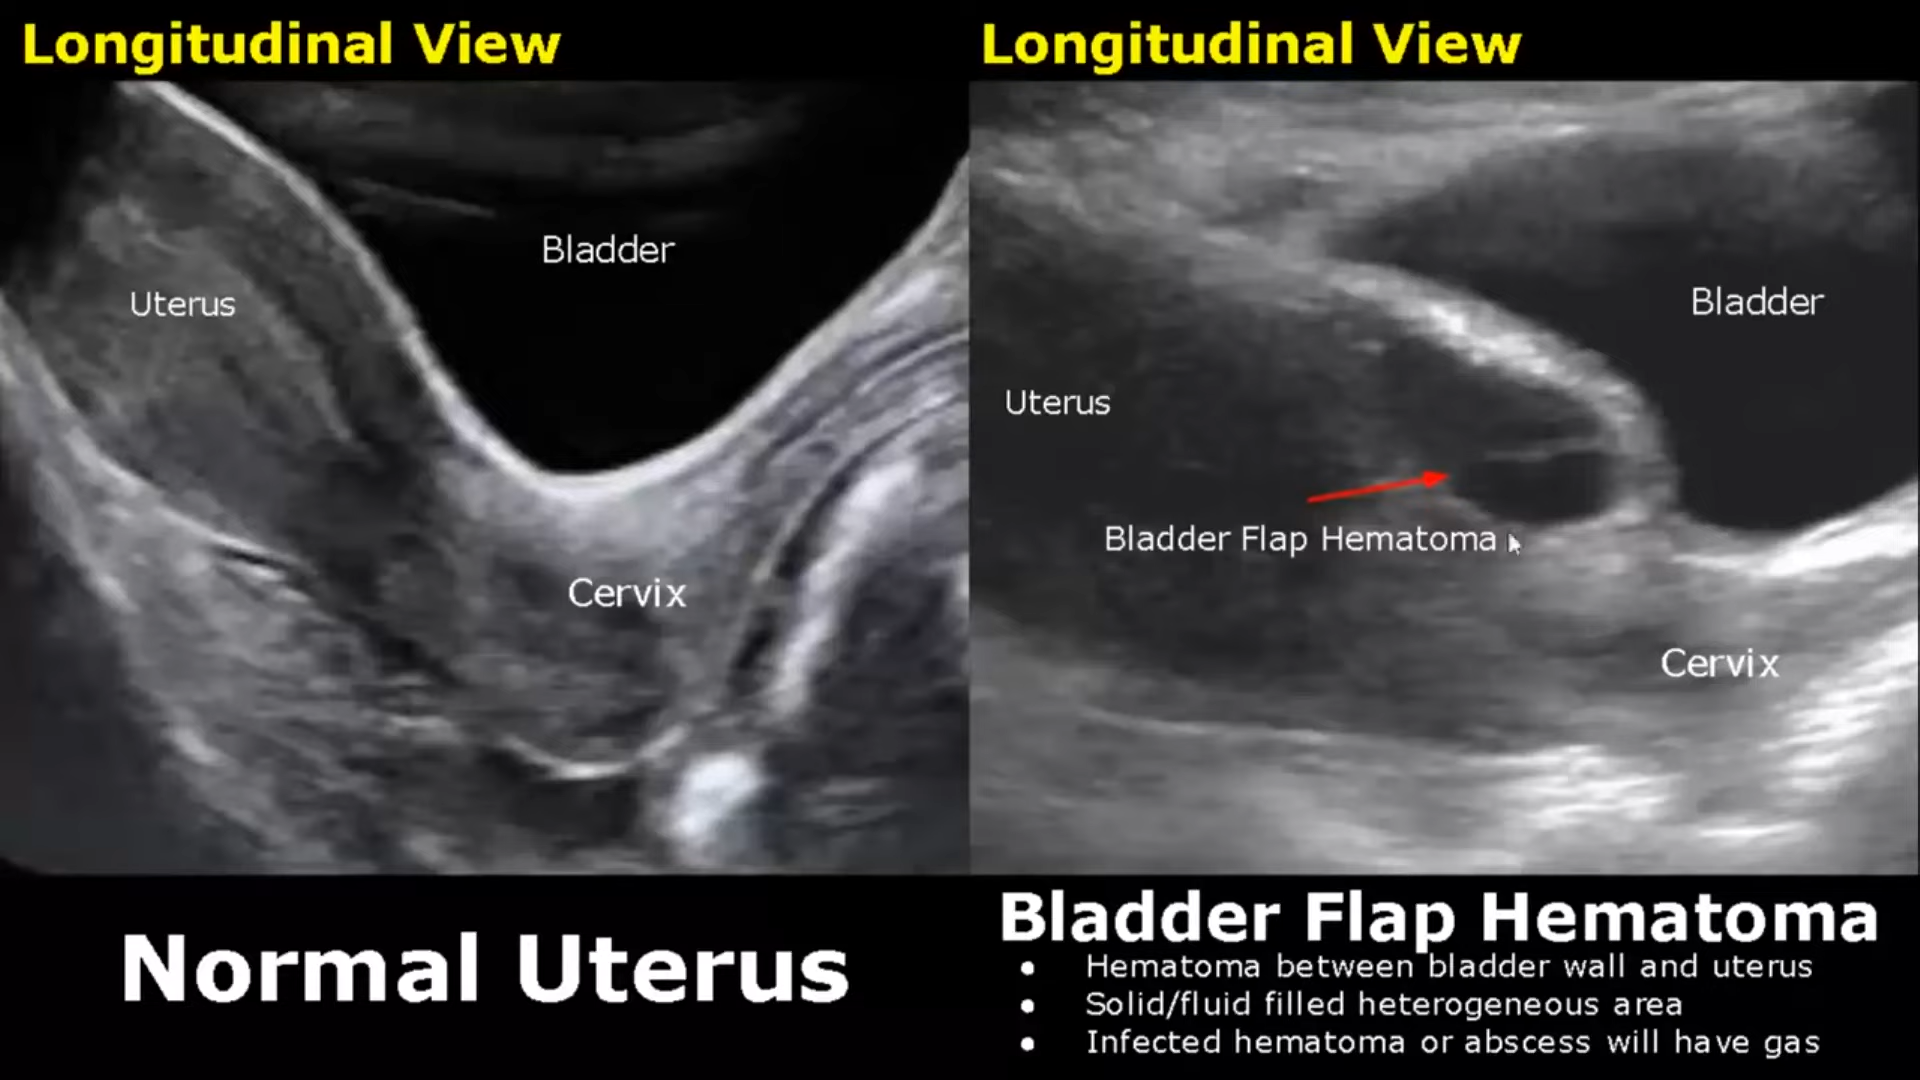 Longitudinal View
Bladder
Uterus
Cervix
Normal Uterus
Longitudinal View
Bladder
Uterus
Bladder Flap Hematoma
Cervix
Bladder Flap Hematoma
• Hematoma between bladder wall and uterus
• Solid/fluid filled heterogeneous area
• Infected hematoma or abscess will have gas